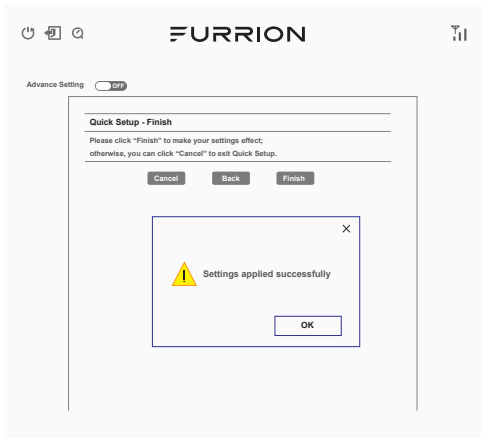 FURRION
Advance Setting OFF
Quick Setup - Finish
Please click “Finish” to make your settings effect;
otherwise, you can click “Cancel” to exit Quick Setup.
Cancel Back Finish
Settings applied successfully
OK